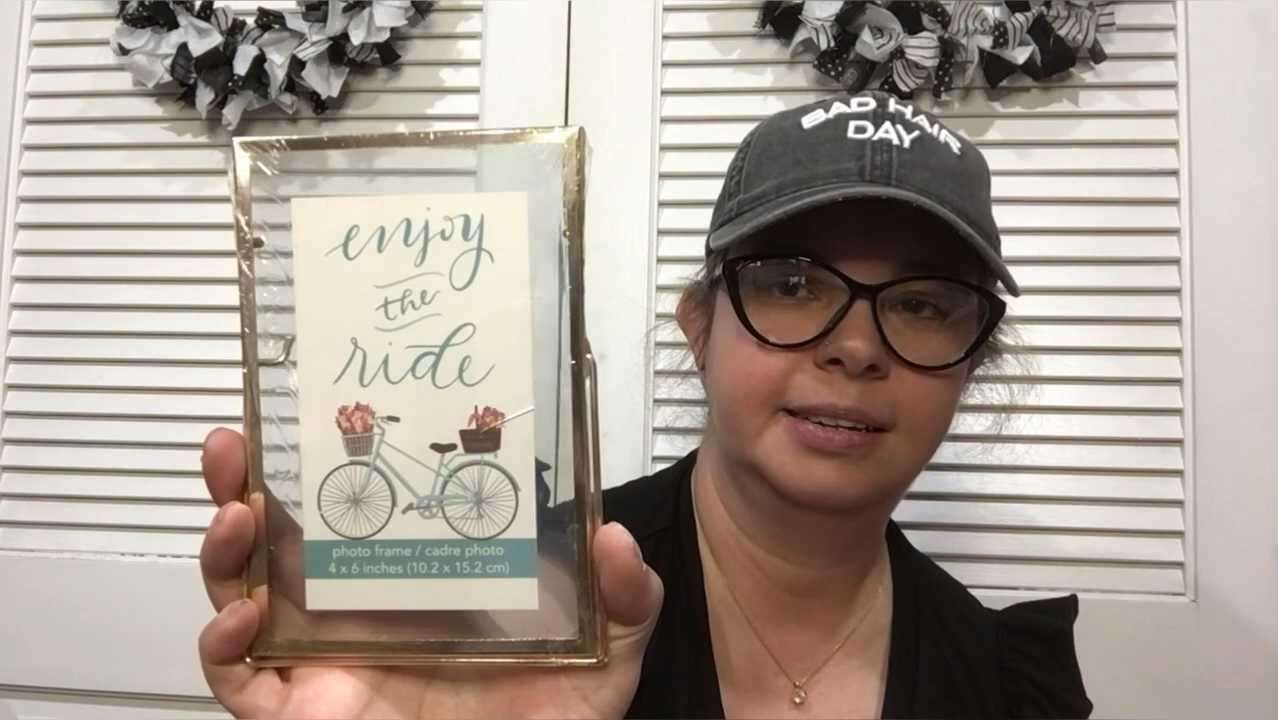 BAD HAIR
DAY
enjoy
the
ride
photo frame / cadre photo
4 x 6 inches (10.2 x 15.2 cm)